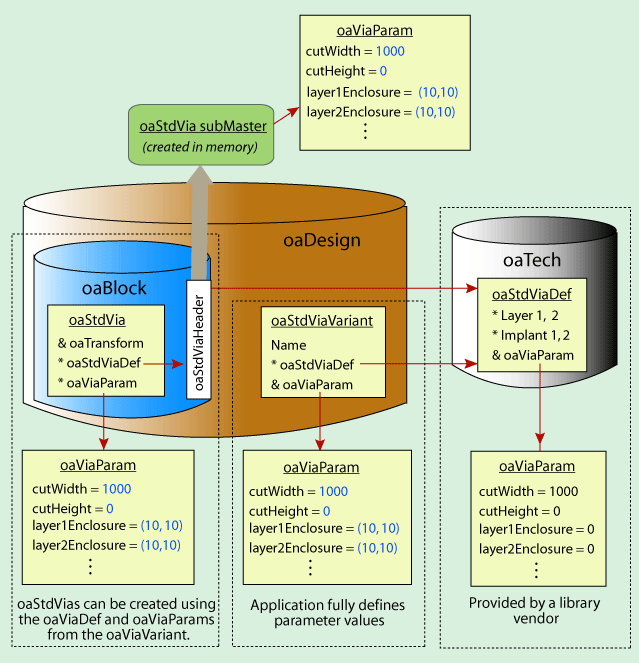 oaViaParam
cutWidth = 1000
cutHeight = 0
layer1Enclosure = (10,10)
layer2Enclosure = (10,10)
⋮
oaStdVia subMaster
(created in memory)
oaDesign
oaTech
oaBlock
oaStdVia
& oaTransform
* oaStdViaDef
* oaViaParam
oaStdViaHeader
oaStdViaVariant
Name
* oaStdViaDef
& oaViaParam
oaStdViaDef
* Layer 1, 2
* Implant 1,2
& oaViaParam
oaViaParam
cutWidth = 1000
cutHeight = 0
layer1Enclosure = (10, 10)
layer2Enclosure = (10,10)
⋮
oaStdVias can be created using
the oaViaDef and oaViaParams
from the oaViaVariant.
oaViaParam
cutWidth = 1000
cutHeight = 0
layer1Enclosure = (10, 10)
layer2Enclosure = (10,10)
⋮
Application fully defines
parameter values
oaViaParam
cutWidth = 1000
cutHeight = 0
layer1Enclosure = 0
layer2Enclosure = 0
⋮
Provided by a library
vendor